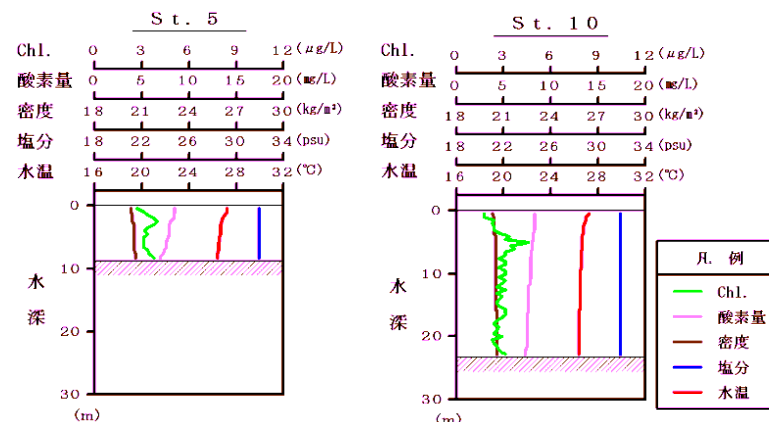 St. 5
Chl. 0 3 6 9 12 (μg/L)
酸素量 0 5 10 15 20 (mg/L)
密度 18 21 24 27 30 (kg/m³)
塩分 18 22 26 30 34 (psu)
水温 16 20 24 28 32 (℃)
0
10
20
30
水深
(m)
St. 10
Chl. 0 3 6 9 12 (μg/L)
酸素量 0 5 10 15 20 (mg/L)
密度 18 21 24 27 30 (kg/m³)
塩分 18 22 26 30 34 (psu)
水温 16 20 24 28 32 (℃)
0
10
20
30
水深
(m)
凡 例
Chl.
酸素量
密度
塩分
水温